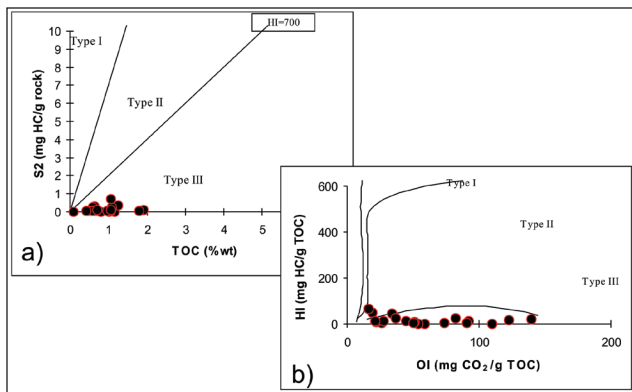 Type I
HI=700
10
9
8
7
6
5
4
3
2
1
0
S2 (mg HC/g rock)
Type II
Type III
0 1 2 3 4 5
TOC (%wt)
a)
600
400
200
0
HI (mg HC/g TOC)
Type I
Type II
Type III
0 100 200
OI (mg CO2/g TOC)
b)